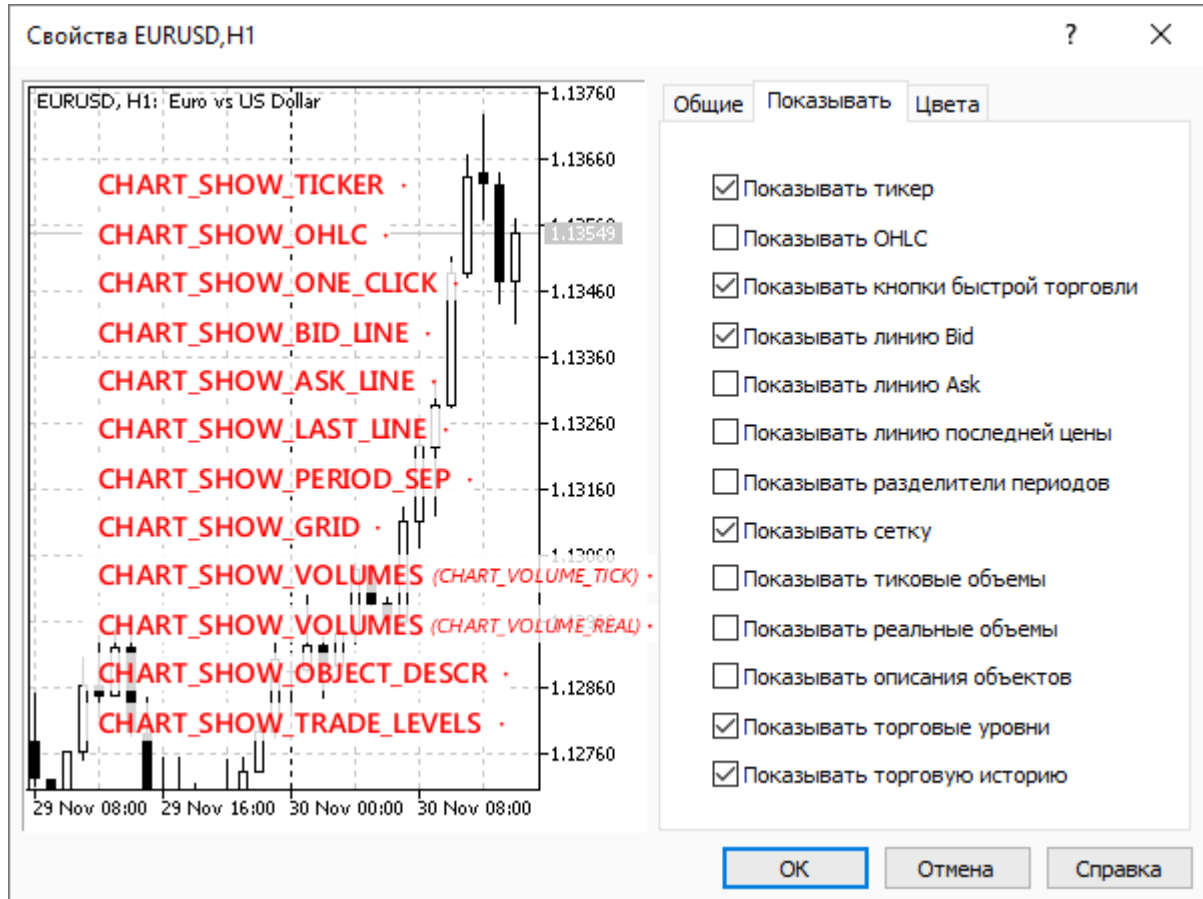 Свойства EURUSD,H1
?
EURUSD, H1: Euro vs US Dollar
1.13760
1.13660
1.13549
1.13460
1.13360
1.13260
1.13160
1.13060
1.12860
1.12760
CHART_SHOW_TICKER
CHART_SHOW_OHLC
CHART_SHOW_ONE_CLICK
CHART_SHOW_BID_LINE
CHART_SHOW_ASK_LINE
CHART_SHOW_LAST_LINE
CHART_SHOW_PERIOD_SEP
CHART_SHOW_GRID
CHART_SHOW_VOLUMES (CHART_VOLUME_TICK)
CHART_SHOW_VOLUMES (CHART_VOLUME_REAL)
CHART_SHOW_OBJECT_DESCR
CHART_SHOW_TRADE_LEVELS
29 Nov 08:00 29 Nov 16:00 30 Nov 00:00 30 Nov 08:00
Общие Показывать Цвета
Показывать тикер
Показывать OHLC
Показывать кнопки быстрой торговли
Показывать линию Bid
Показывать линию Ask
Показывать линию последней цены
Показывать разделители периодов
Показывать сетку
Показывать тиковые объемы
Показывать реальные объемы
Показывать описания объектов
Показывать торговые уровни
Показывать торговую историю
ОК Отмена Справка